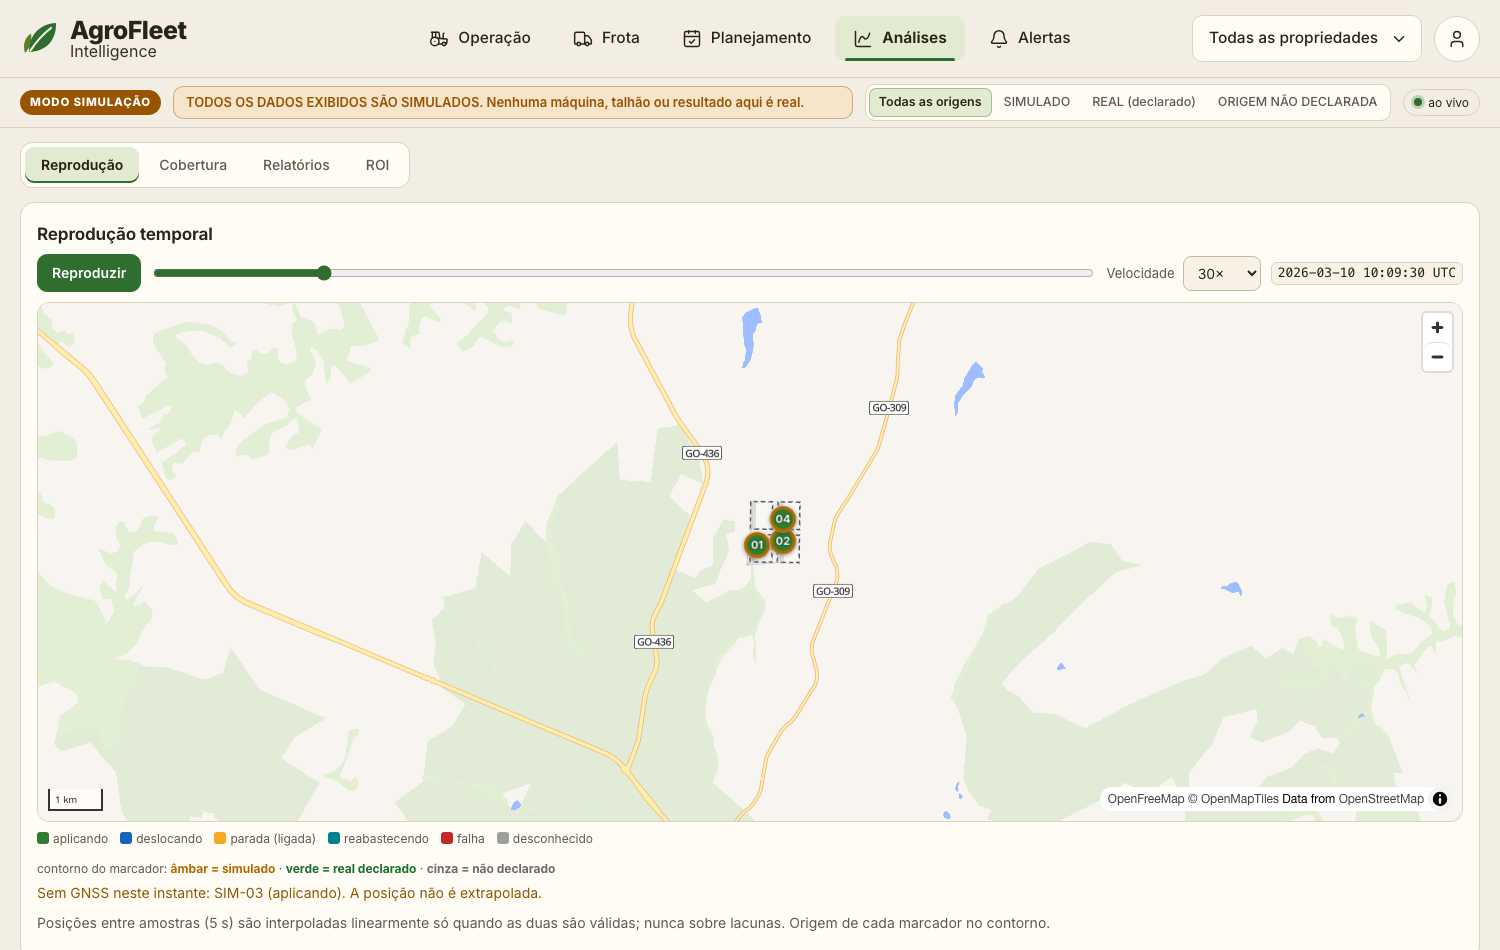 AgroFleet
Intelligence
Operação
Frota
Planejamento
Análises
Alertas
Todas as propriedades
MODO SIMULAÇÃO
TODOS OS DADOS EXIBIDOS SÃO SIMULADOS. Nenhuma máquina, talhão ou resultado aqui é real.
Todas as origens
SIMULADO
REAL (declarado)
ORIGEM NÃO DECLARADA
ao vivo
Reprodução
Cobertura
Relatórios
ROI
Reprodução temporal
Reproduzir
Velocidade
30×
2026-03-10 10:09:30 UTC
GO-309
GO-436
04
01
02
GO-309
GO-436
+
−
1 km
OpenFreeMap © OpenMapTiles Data from OpenStreetMap
aplicando
deslocando
parada (ligada)
reabastecendo
falha
desconhecido
contorno do marcador: âmbar = simulado · verde = real declarado · cinza = não declarado
Sem GNSS neste instante: SIM-03 (aplicando). A posição não é extrapolada.
Posições entre amostras (5 s) são interpoladas linearmente só quando as duas são válidas; nunca sobre lacunas. Origem de cada marcador no contorno.